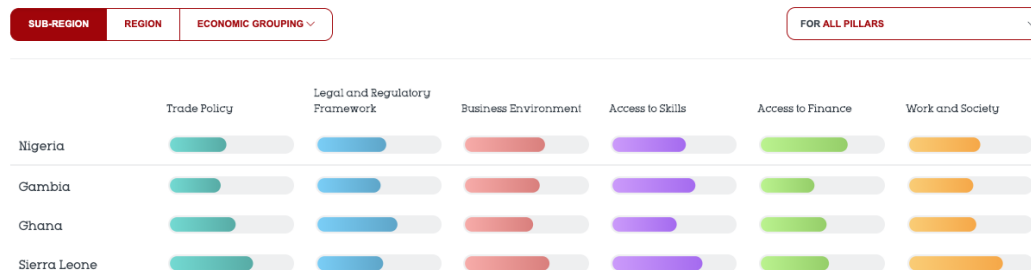 SUB-REGION REGION ECONOMIC GROUPING FOR ALL PILLARS
Trade Policy Legal and Regulatory Framework Business Environment Access to Skills Access to Finance Work and Society
Nigeria
Gambia
Ghana
Sierra Leone